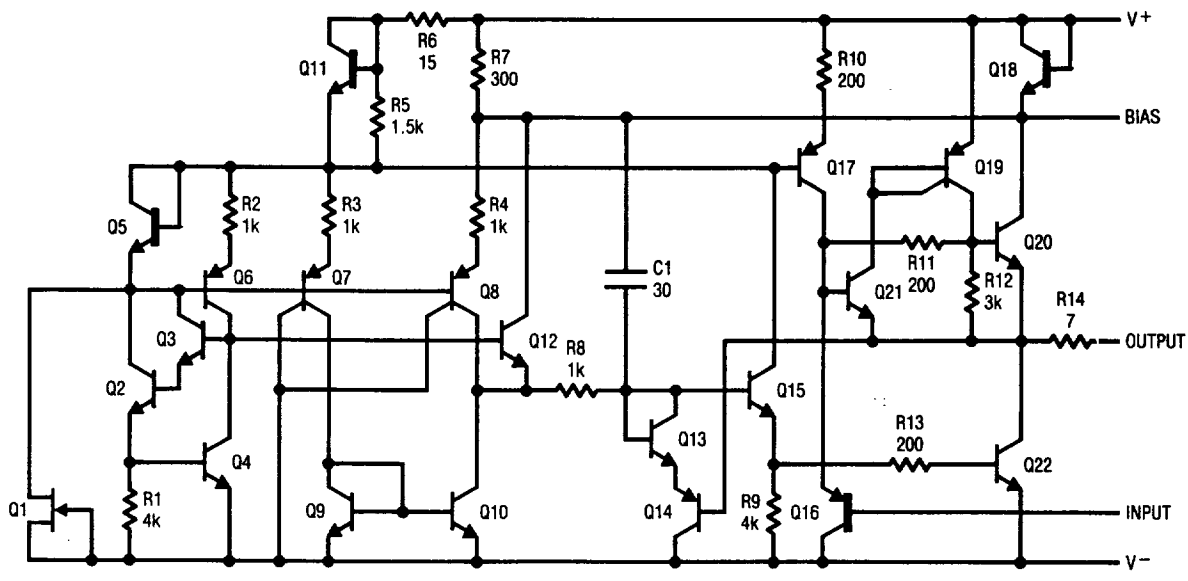 V+
R6
15
R7
300
R10
200
Q11
Q18
R5
1.5k
BIAS
Q17
Q19
R2
1k
R3
1k
R4
1k
Q5
Q20
Q6
Q7
Q8
C1
30
R11
200
Q21
R12
3k
R14
7
Q3
Q12
OUTPUT
R8
1k
Q2
Q15
Q13
R13
200
Q4
Q22
Q1
R1
4k
Q9
Q10
Q14
R9
4k
Q16
INPUT
V−